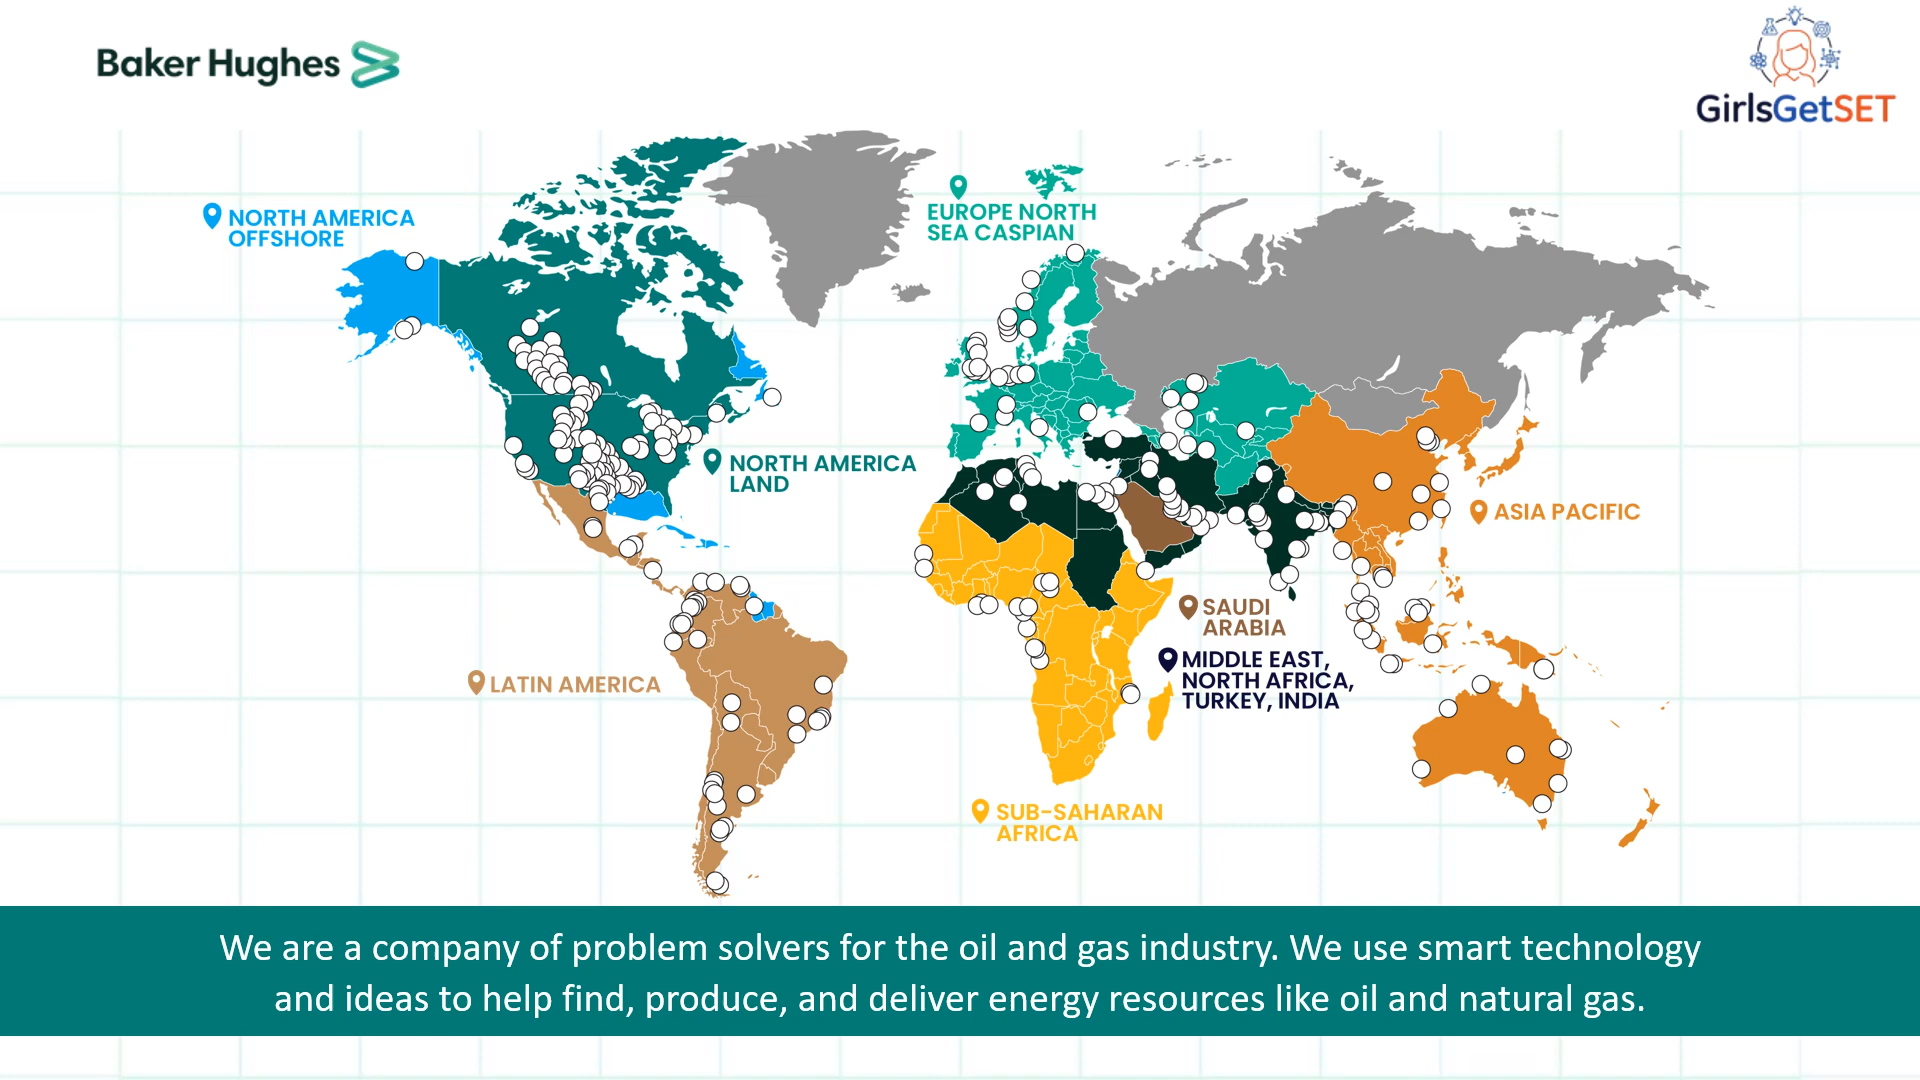 Baker Hughes
GirlsGetSET
NORTH AMERICA
OFFSHORE
EUROPE NORTH
SEA CASPIAN
NORTH AMERICA
LAND
ASIA PACIFIC
SAUDI
ARABIA
MIDDLE EAST,
NORTH AFRICA,
TURKEY, INDIA
LATIN AMERICA
SUB-SAHARAN
AFRICA
We are a company of problem solvers for the oil and gas industry. We use smart technology
and ideas to help find, produce, and deliver energy resources like oil and natural gas.